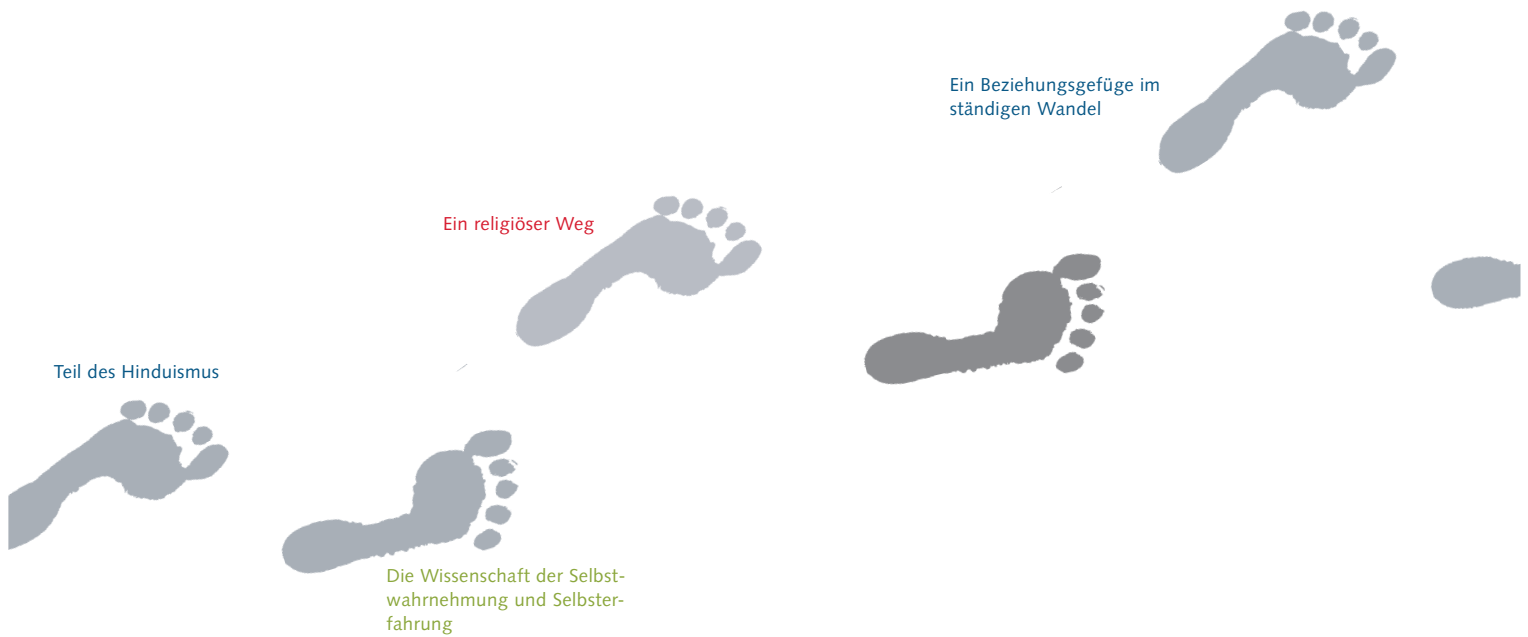 Ein Beziehungsgefüge im
ständigen Wandel
Ein religiöser Weg
Teil des Hinduismus
Die Wissenschaft der Selbst-
wahrnehmung und Selbster-
fahrung